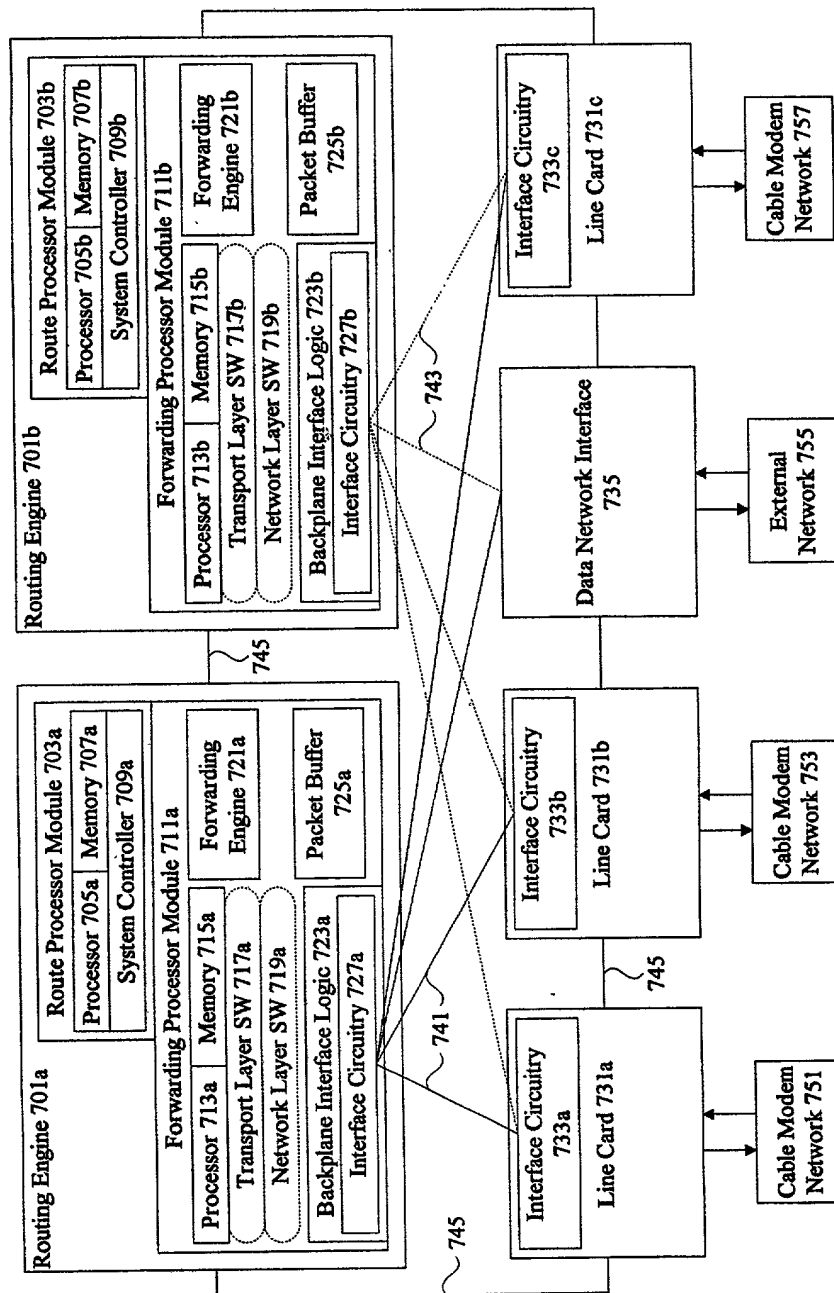 Routing Engine 701a
Route Processor Module 703a
Processor 705a
Memory 707a
System Controller 709a
Forwarding Processor Module 711a
Processor 713a
Memory 715a
Transport Layer SW 717a
Network Layer SW 719a
Forwarding
Engine 721a
Backplane Interface Logic 723a
Interface Circuitry 727a
Packet Buffer
725a
745
Routing Engine 701b
Route Processor Module 703b
Processor 705b
Memory 707b
System Controller 709b
Forwarding Processor Module 711b
Processor 713b
Memory 715b
Transport Layer SW 717b
Network Layer SW 719b
Forwarding
Engine 721b
Backplane Interface Logic 723b
Interface Circuitry 727b
Packet Buffer
725b
741
743
745
Interface Circuitry
733a
Line Card 731a
745
Interface Circuitry
733b
Line Card 731b
Data Network Interface
735
Interface Circuitry
733c
Line Card 731c
Cable Modem
Network 751
Cable Modem
Network 753
External
Network 755
Cable Modem
Network 757